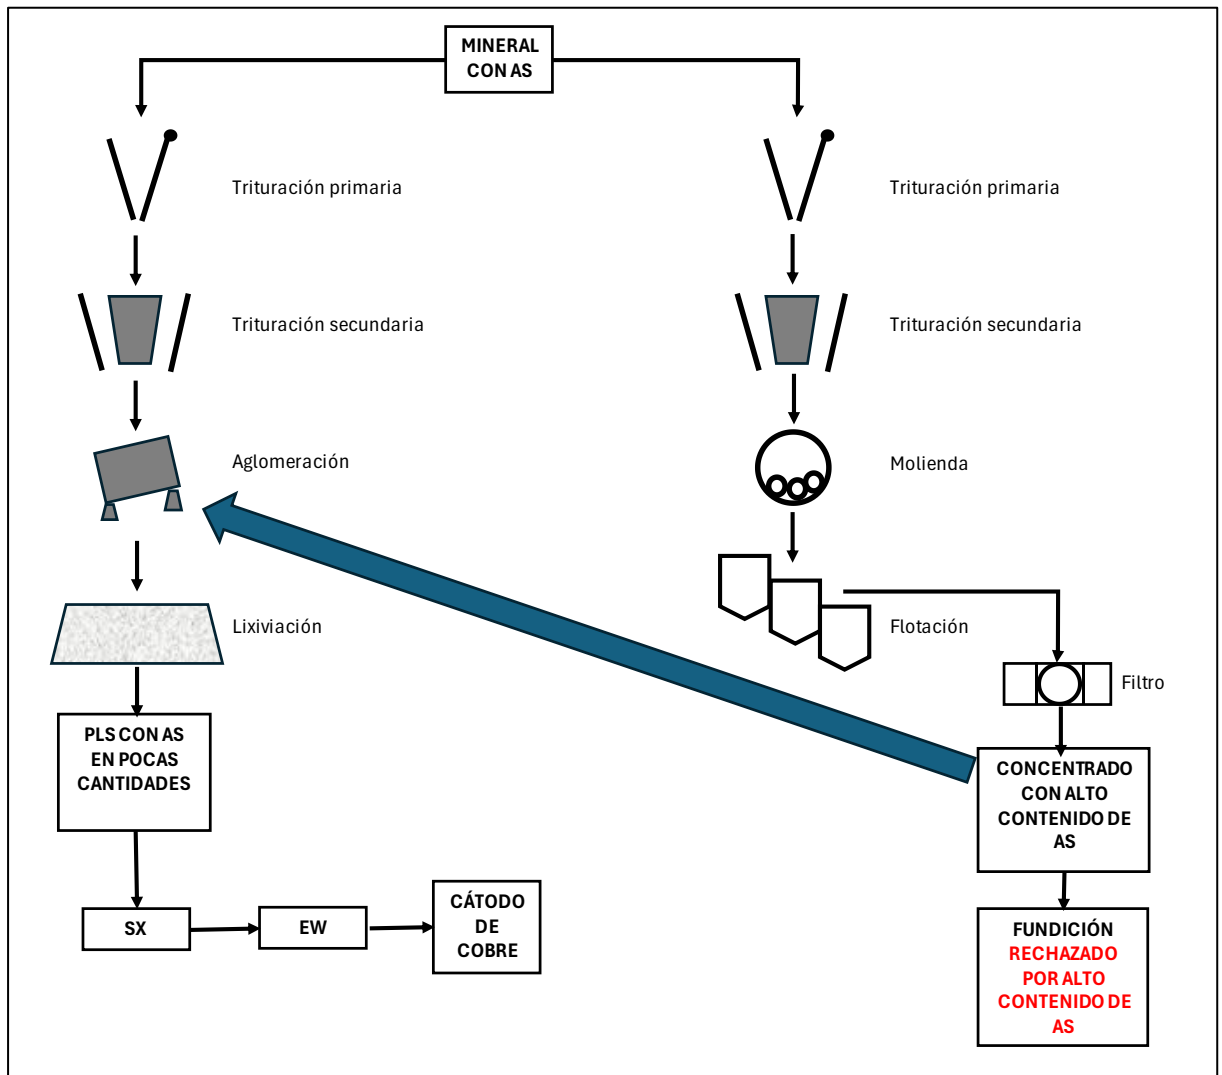 MINERAL
CON AS
Trituración primaria
Trituración primaria
Trituración secundaria
Trituración secundaria
Aglomeración
Molienda
Lixiviación
Flotación
Filtro
PLS CON AS
EN POCAS
CANTIDADES
CONCENTRADO
CON ALTO
CONTENIDO DE
AS
SX
EW
CÁTODO
DE
COBRE
FUNDICIÓN
RECHAZADO
POR ALTO
CONTENIDO DE
AS